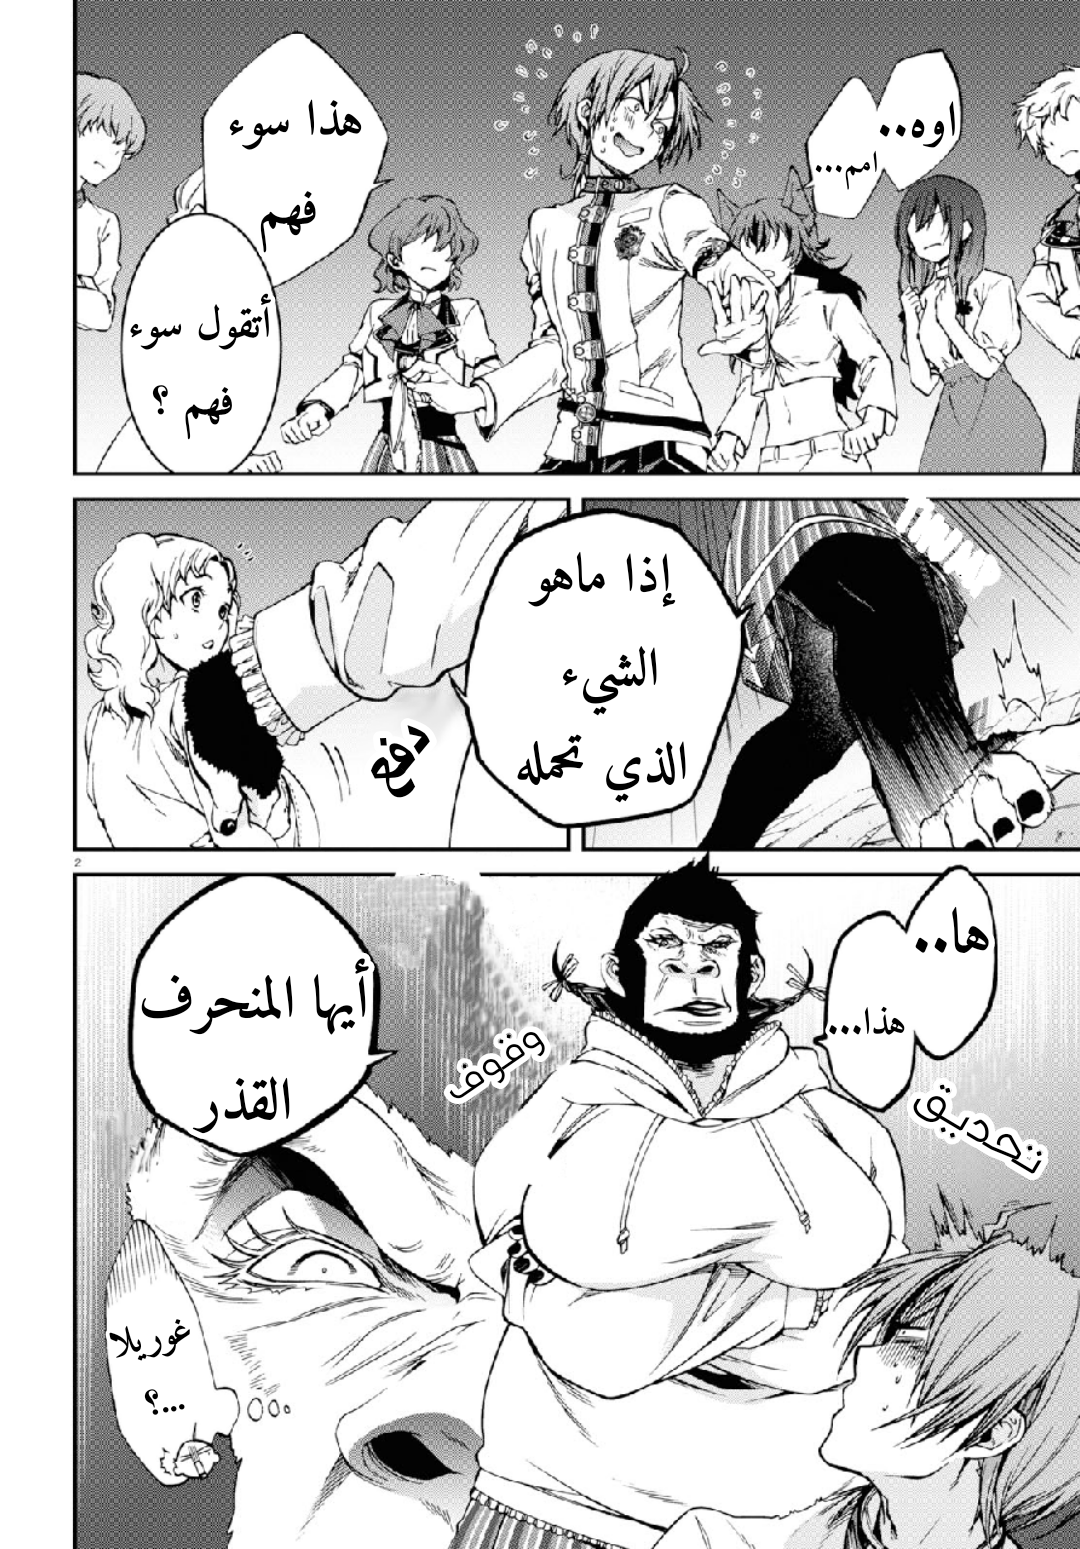 اوه..
امم...
هذا سوء
فهم
أتقول سوء
فهم ؟
إذا ماهو
الشيء
الذي تحمله
دفع
2
ها..
هذا...
تحديق
وقوف
أيها المنحرف
القذر
غوريلا
...؟